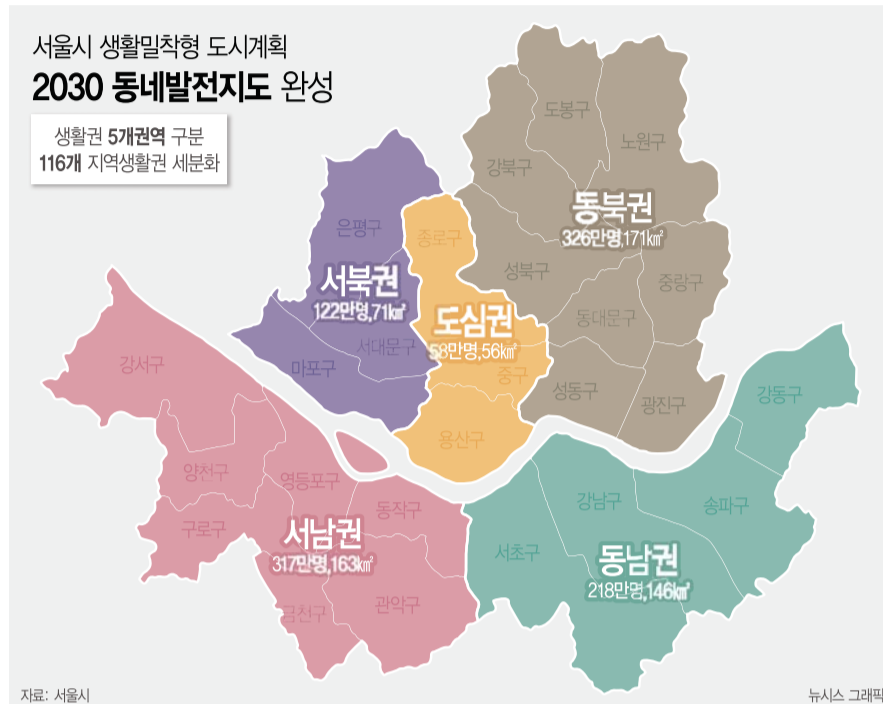 서울시 생활밀착형 도시계획
2030 동네발전지도 완성
생활권 5개권역 구분
116개 지역생활권 세분화
도봉구
노원구
강북구
동북권
326만명,171㎢
은평구
종로구
성북구
중랑구
서북권
122만명,71㎢
도심권
58만명,56㎢
동대문구
서대문구
마포구
중구
강서구
성동구
광진구
강동구
용산구
양천구
영등포구
동작구
강남구
송파구
구로구
서남권
317만명,163㎢
서초구
동남권
218만명,146㎢
금천구
관악구
자료: 서울시
뉴시스 그래픽